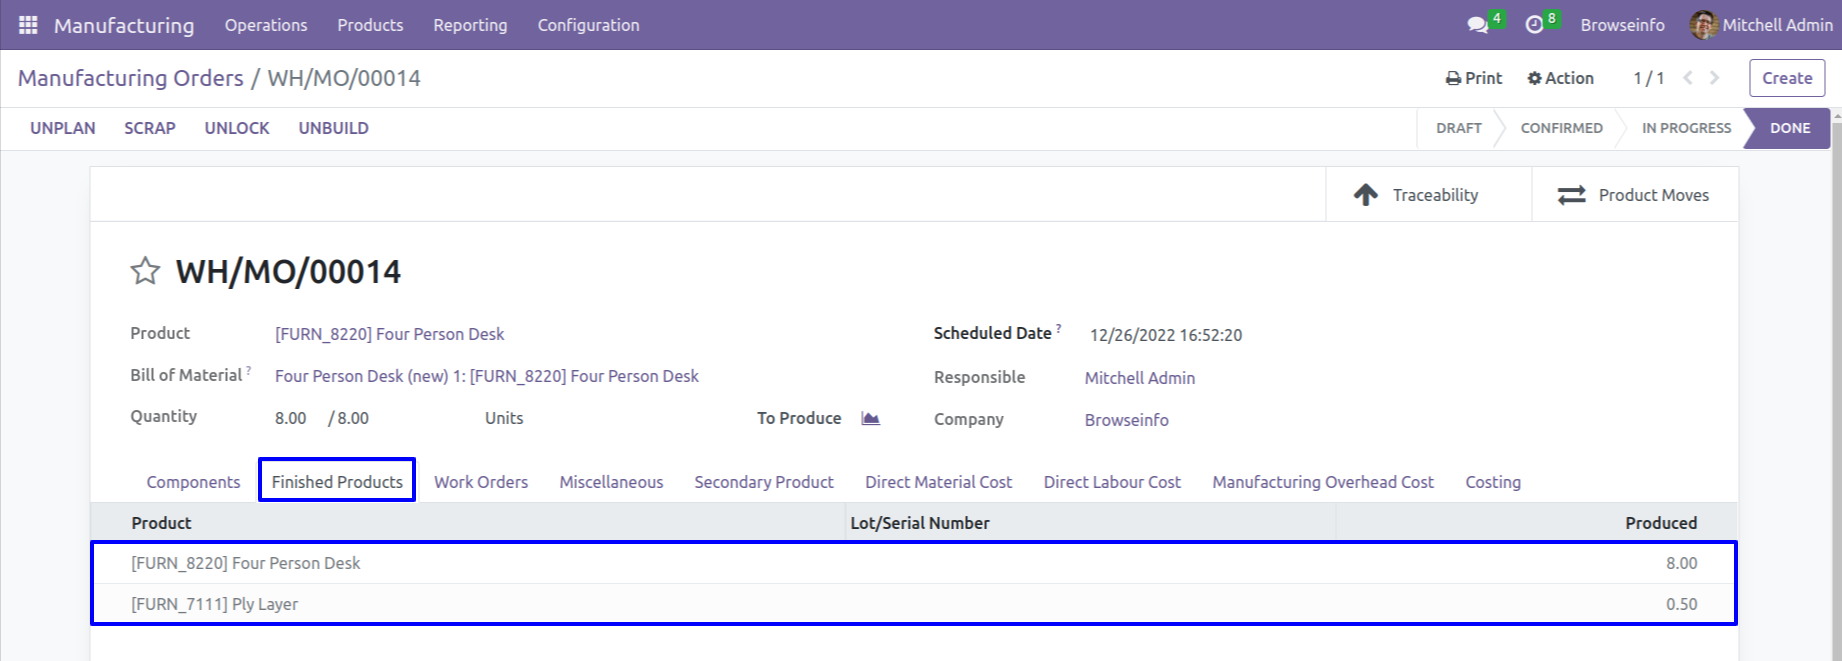 Manufacturing Operations Products Reporting Configuration 4 8 Browseinfo Mitchell Admin
Manufacturing Orders / WH/MO/00014 Print Action 1 / 1 Create
UNPLAN SCRAP UNLOCK UNBUILD DRAFT CONFIRMED IN PROGRESS DONE
Traceability Product Moves
WH/MO/00014
Product [FURN_8220] Four Person Desk Scheduled Date ? 12/26/2022 16:52:20
Bill of Material ? Four Person Desk (new) 1: [FURN_8220] Four Person Desk Responsible Mitchell Admin
Quantity 8.00 / 8.00 Units To Produce Company Browseinfo
Components Finished Products Work Orders Miscellaneous Secondary Product Direct Material Cost Direct Labour Cost Manufacturing Overhead Cost Costing
Product Lot/Serial Number Produced
[FURN_8220] Four Person Desk 8.00
[FURN_7111] Ply Layer 0.50